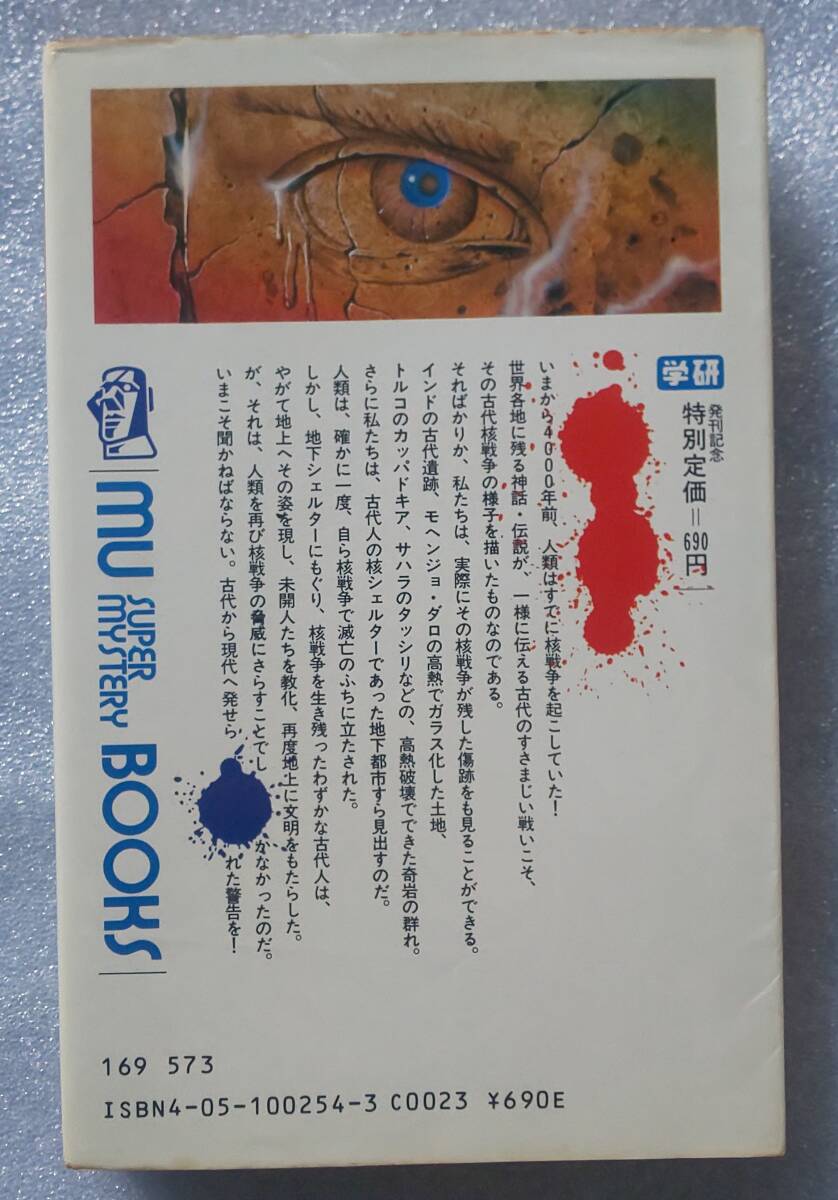 学研
発刊記念
特別定価＝690円
いまから4000年前、人類はすでに核戦争を起こしていた！
世界各地に残る神話・伝説が、一様に伝える古代のすさまじい戦いこそ、
その古代核戦争の様子を描いたものなのである。
そればかりか、私たちは、実際にその核戦争が残した傷跡をも見ることができる。
インドの古代遺跡、モヘンジョ・ダロの高熱でガラス化した土地、
トルコのカッパドキア、サハラのタッシリなどの、高熱破壊でできた奇岩の群れ。
さらに私たちは、古代人の核シェルターであった地下都市すら見出すのだ。
人類は、確かに一度、自ら核戦争で滅亡のふちに立たされた。
しかし、地下シェルターにもぐり、核戦争を生き残ったわずかな古代人は、
やがて地上へその姿を現し、未開人たちを教化、再度地上に文明をもたらした。
が、それは、人類を再び核戦争の脅威にさらすことでし かなかったのだ。
いまこそ聞かねばならない。古代から現代へ発せら れた警告を！
MU SUPER MYSTERY BOOKS
169 573
ISBN4-05-100254-3 C0023 ¥690E